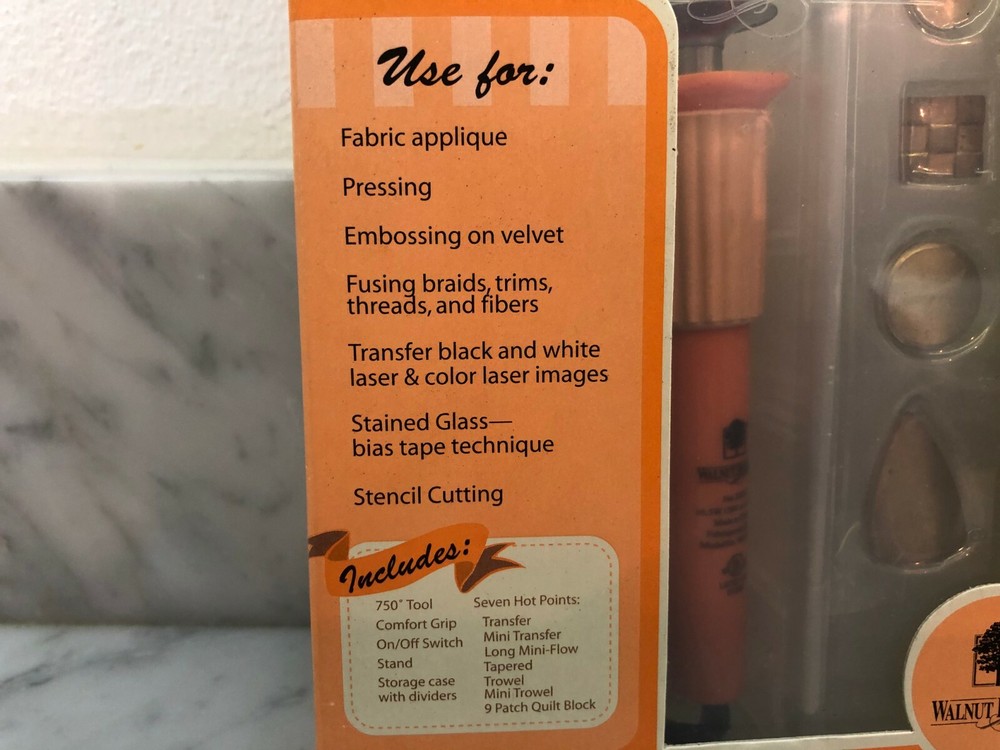 Use for:
Fabric applique
Pressing
Embossing on velvet
Fusing braids, trims,
threads, and fibers
Transfer black and white
laser & color laser images
Stained Glass—
bias tape technique
Stencil Cutting
Includes:
750° Tool
Comfort Grip
On/Off Switch
Stand
Storage case
with dividers
Seven Hot Points:
Transfer
Mini Transfer
Long Mini-Flow
Tapered
Trowel
Mini Trowel
9 Patch Quilt Block
WALNUT